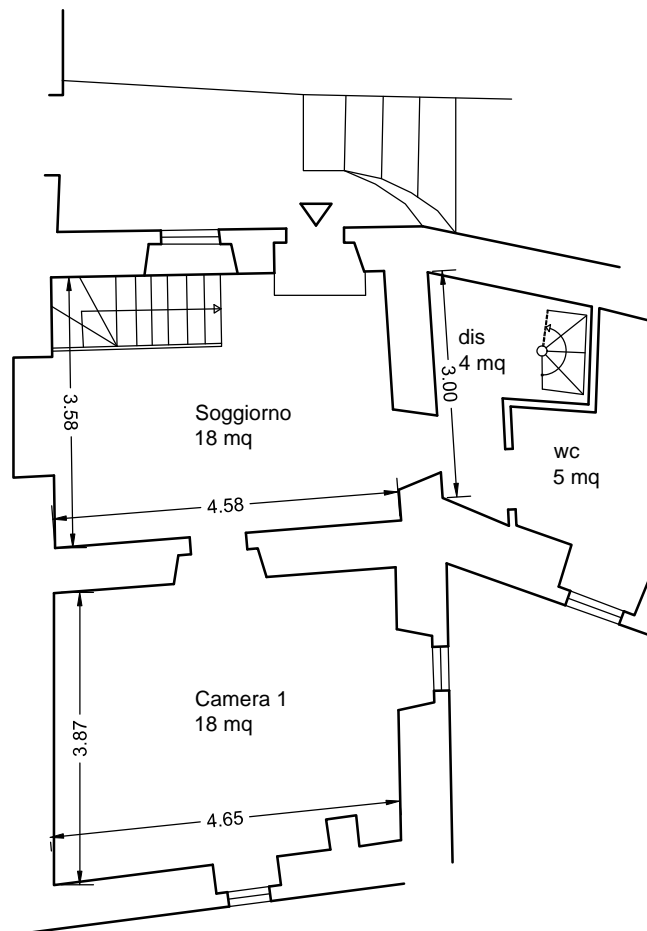 dis
4 mq
3.00
3.58
Soggiorno
18 mq
wc
5 mq
4.58
Camera 1
18 mq
3.87
4.65